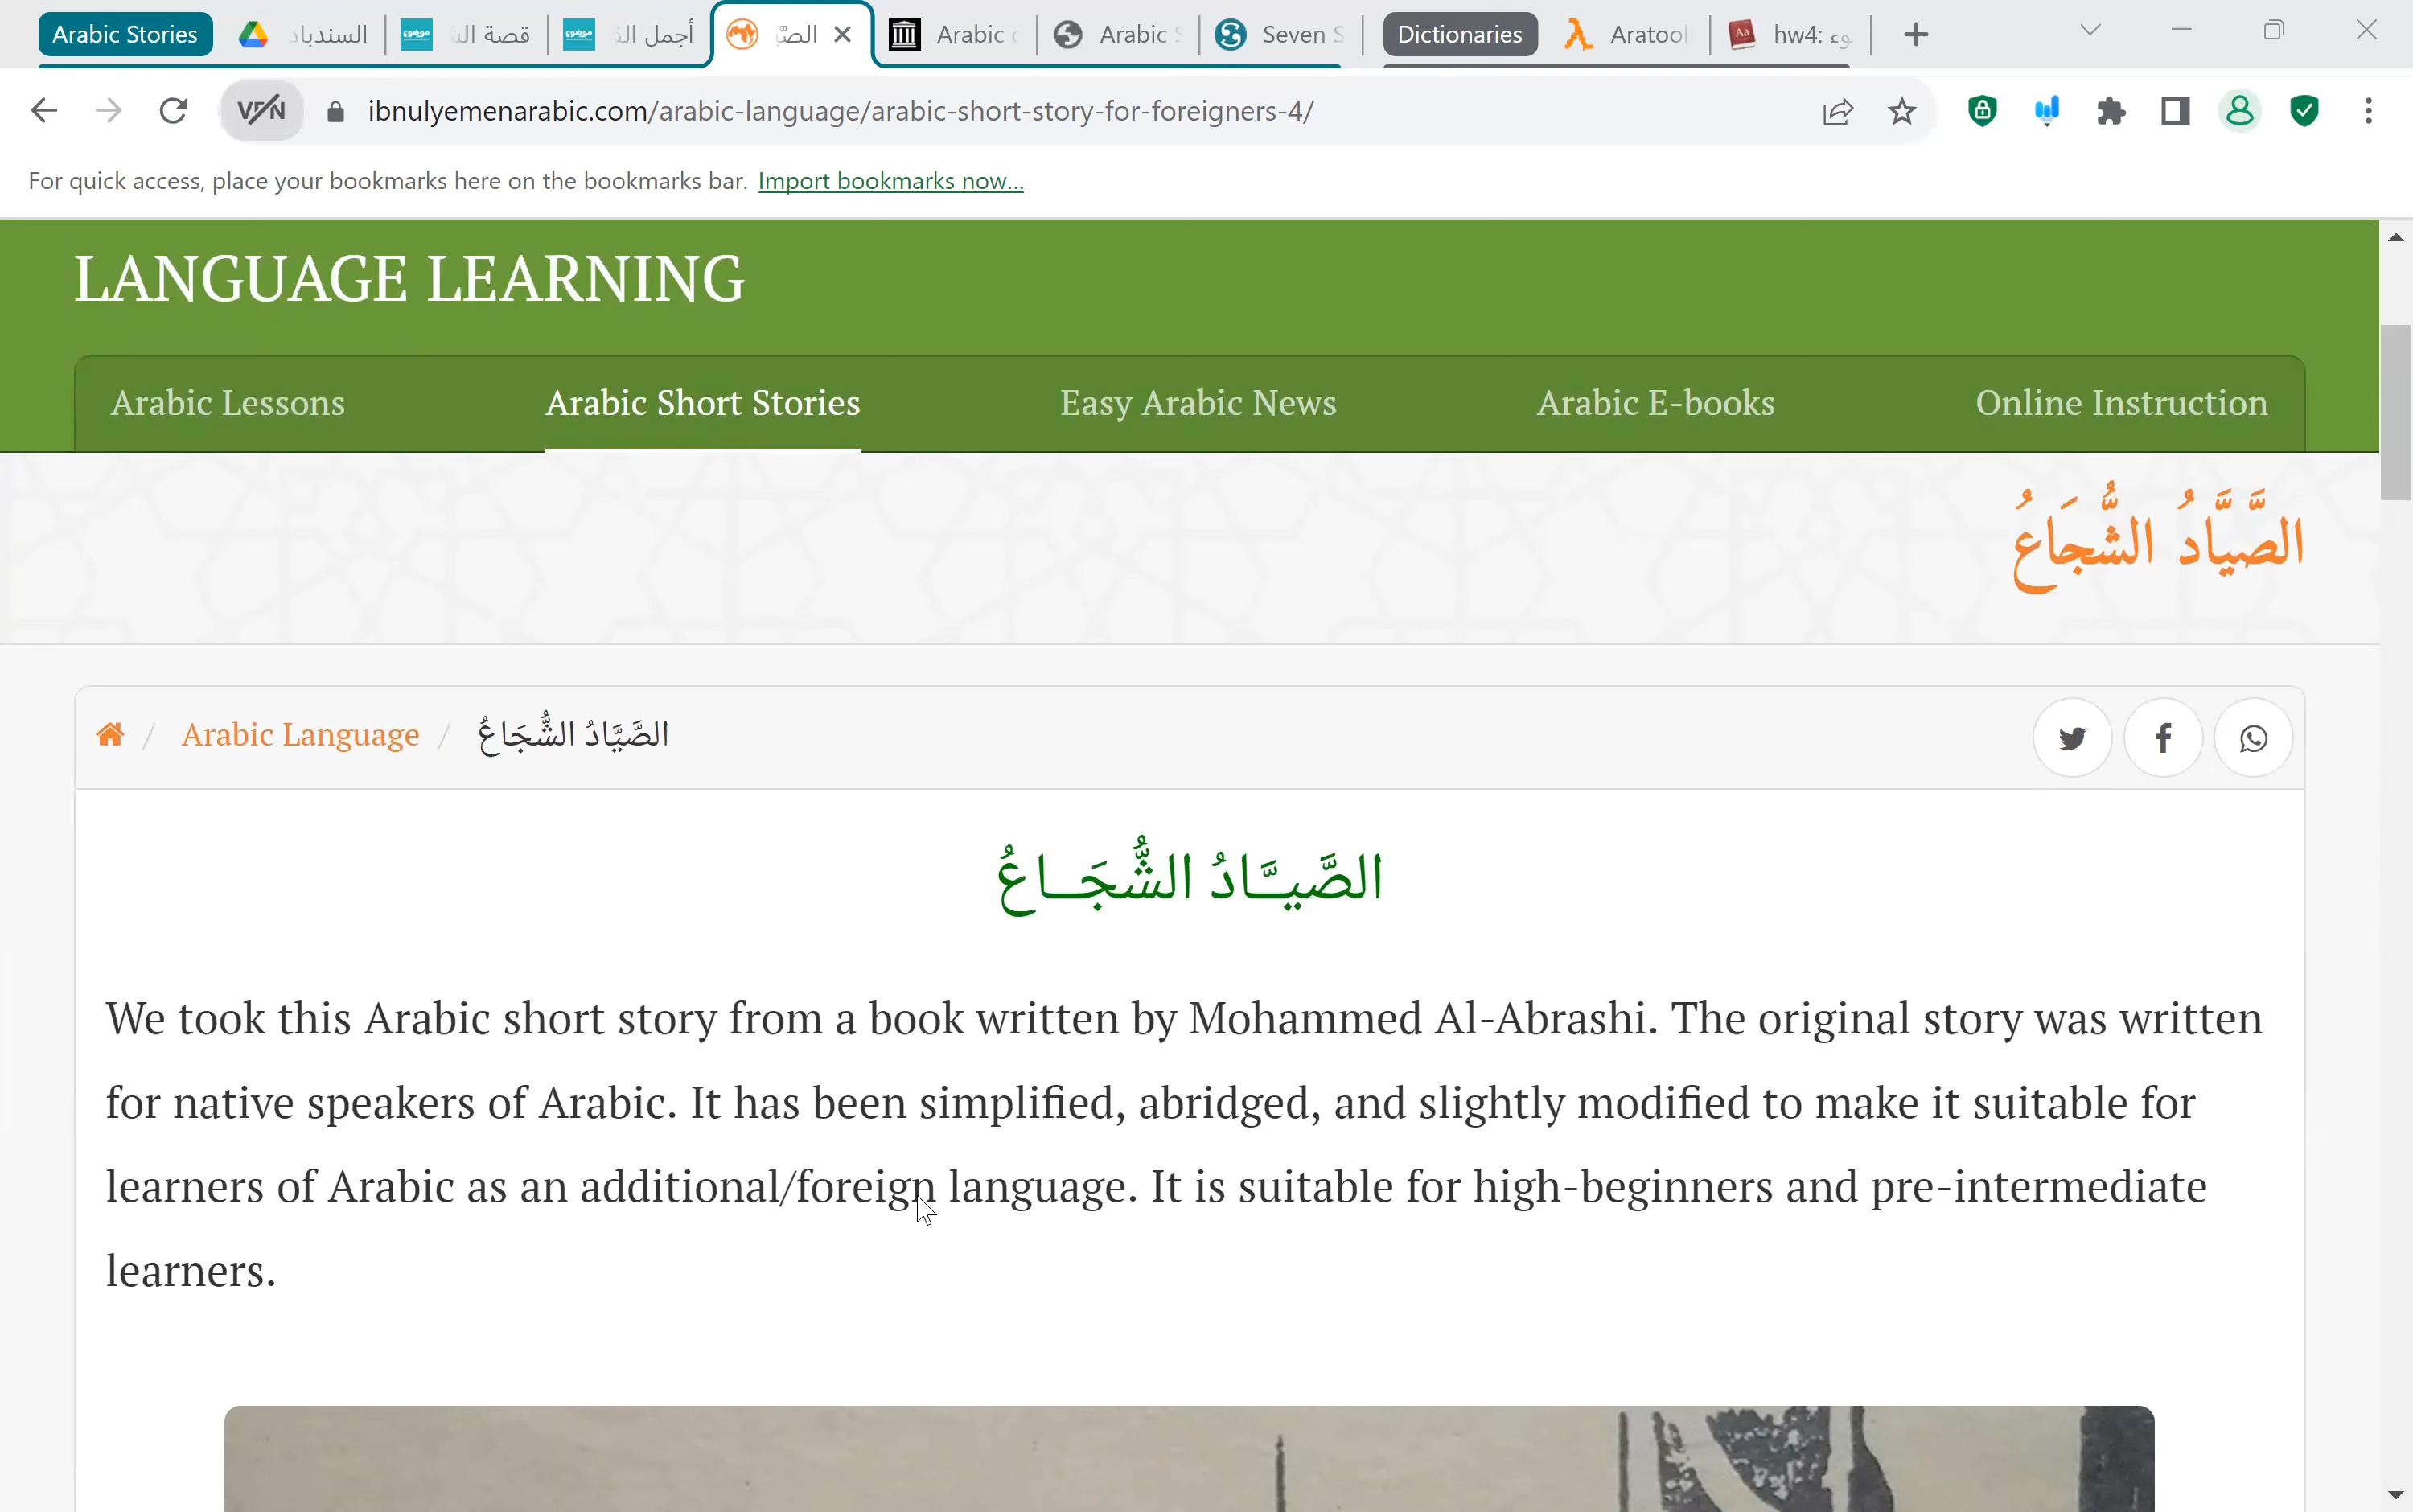 Arabic Stories السندباد قصة الش أجمل الق الصَّ Arabic Arabic S Seven S Dictionaries Aratool hw4: وء
VPN ibnulyemenarabic.com/arabic-language/arabic-short-story-for-foreigners-4/
For quick access, place your bookmarks here on the bookmarks bar. Import bookmarks now...
LANGUAGE LEARNING
Arabic Lessons Arabic Short Stories Easy Arabic News Arabic E-books Online Instruction
الصَّيَّادُ الشُّجَاعُ
/ Arabic Language / الصَّيَّادُ الشُّجَاعُ
الصَّيــَّادُ الشُّجَــاعُ
We took this Arabic short story from a book written by Mohammed Al-Abrashi. The original story was written
for native speakers of Arabic. It has been simplified, abridged, and slightly modified to make it suitable for
learners of Arabic as an additional/foreign language. It is suitable for high-beginners and pre-intermediate
learners.